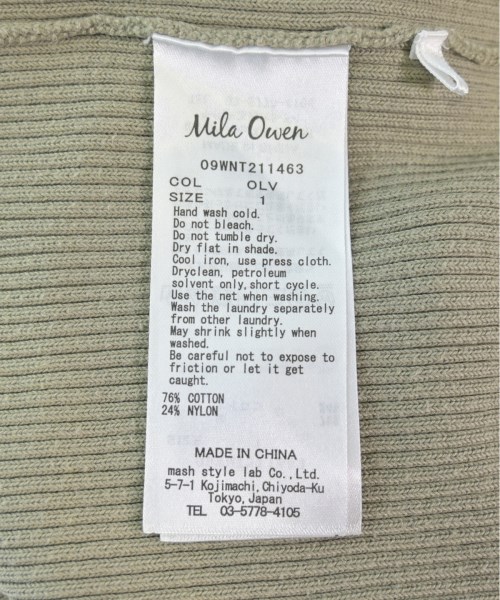 Mila Owen
09WNT211463
COL OLV
SIZE 1
Hand wash cold.
Do not bleach.
Do not tumble dry.
Dry flat in shade.
Cool iron, use press cloth.
Dryclean, petroleum
solvent only, short cycle.
Use the net when washing.
Wash the laundry separately
from other laundry.
May shrink slightly when
washed.
Be careful not to expose to
friction or let it get
caught.
76% COTTON
24% NYLON
MADE IN CHINA
mash style lab Co., Ltd.
5-7-1 Kojimachi, Chiyoda-Ku
Tokyo, Japan
TEL 03-5778-4105